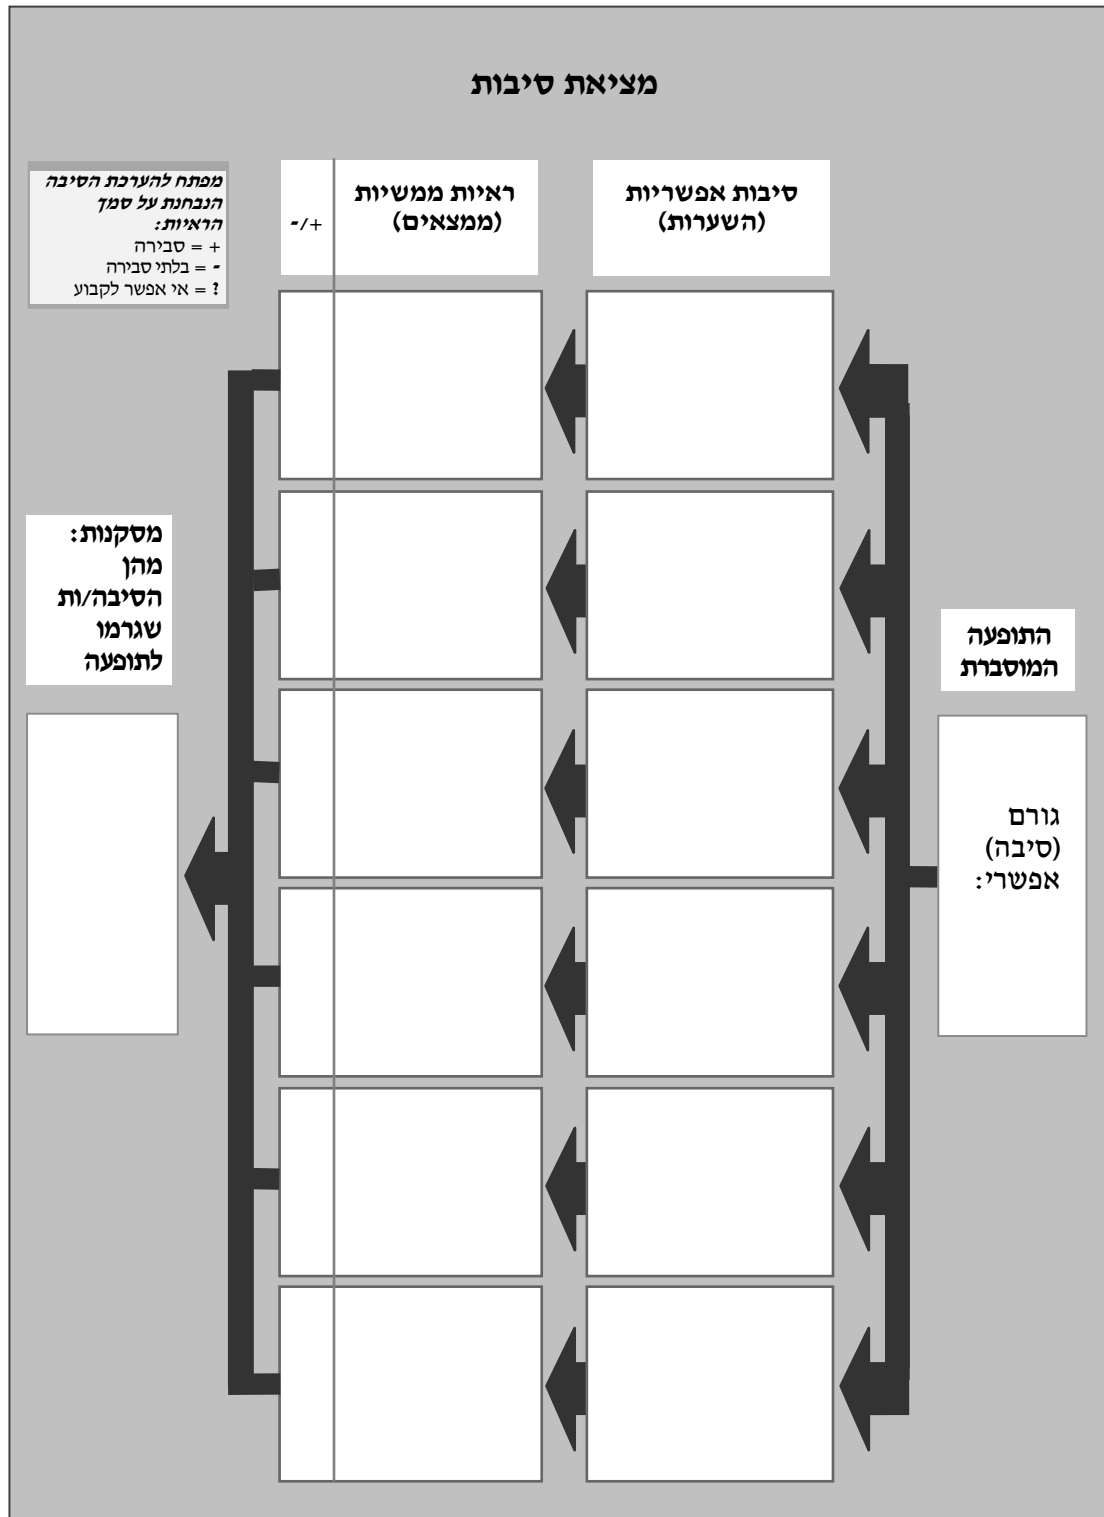 מציאת סיבות
סיבות אפשריות
(השערות)
ראיות ממשיות
(ממצאים)
+/-
מפתח להערכת הסיבה
הנבחנת על סמך
הראיות:
+ = סבירה
- = בלתי סבירה
? = אי אפשר לקבוע
התופעה
המוסברת
גורם
(סיבה)
אפשרי:
מסקנות:
מהן
הסיבה/ות
שגרמו
לתופעה